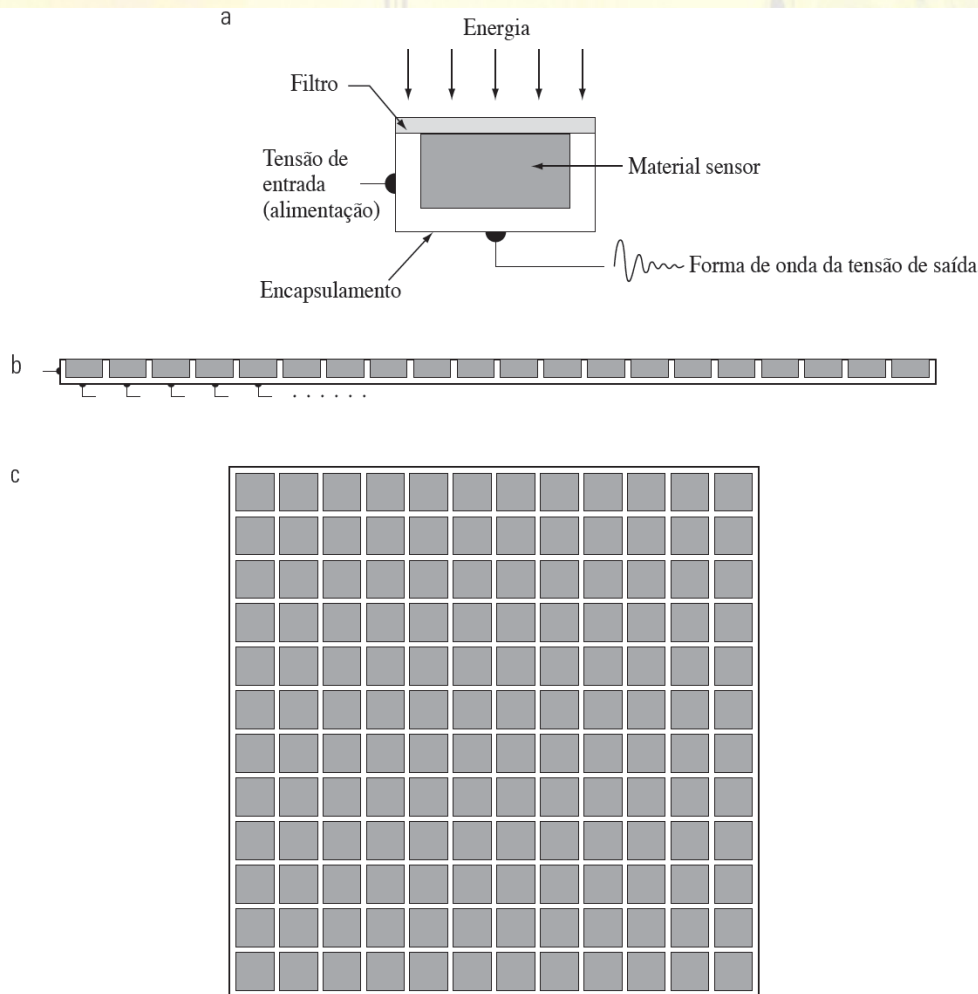 a
Energia
Filtro
Tensão de
entrada
(alimentação)
Material sensor
Forma de onda da tensão de saída
Encapsulamento
b
. . . . . .
c